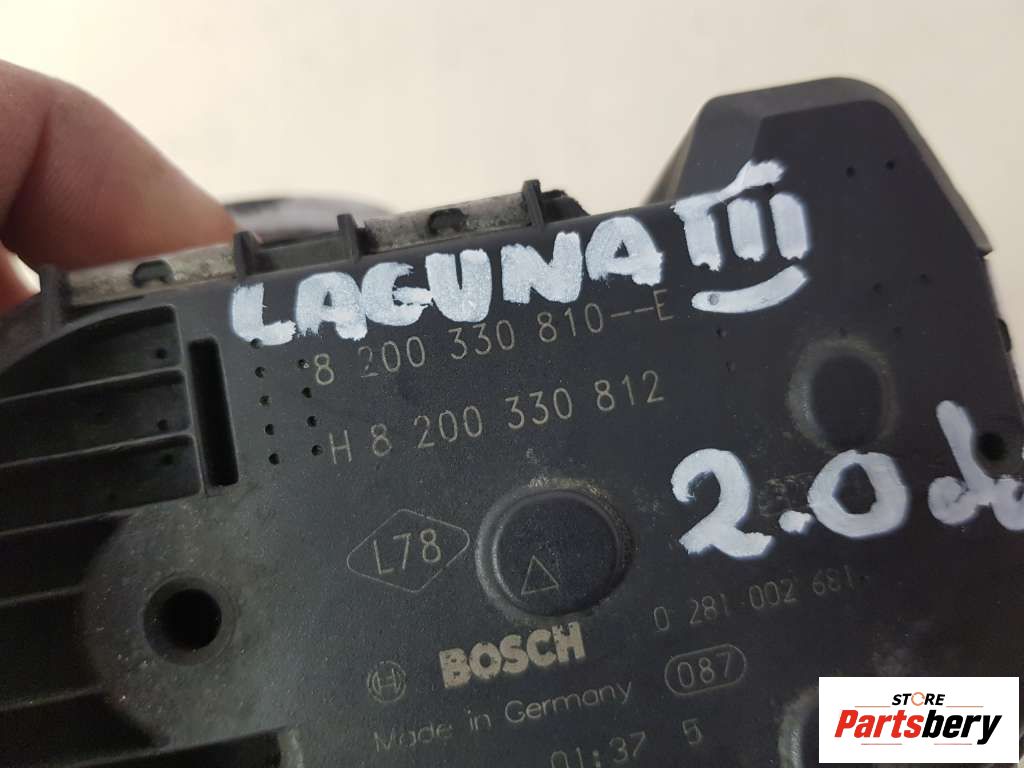 LAGUNA III
8 200 330 810--E
H 8 200 330 812
2.0
L78
0 281 002 681
BOSCH
087
Made in Germany
01:37 5
STORE
Partsbery